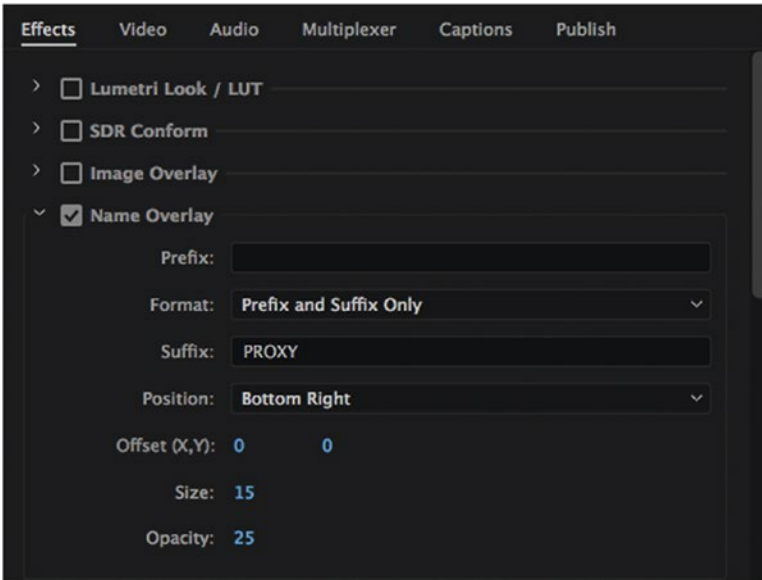 Effects Video Audio Multiplexer Captions Publish
Lumetri Look / LUT
SDR Conform
Image Overlay
Name Overlay
Prefix:
Format: Prefix and Suffix Only
Suffix: PROXY
Position: Bottom Right
Offset (X,Y): 0 0
Size: 15
Opacity: 25